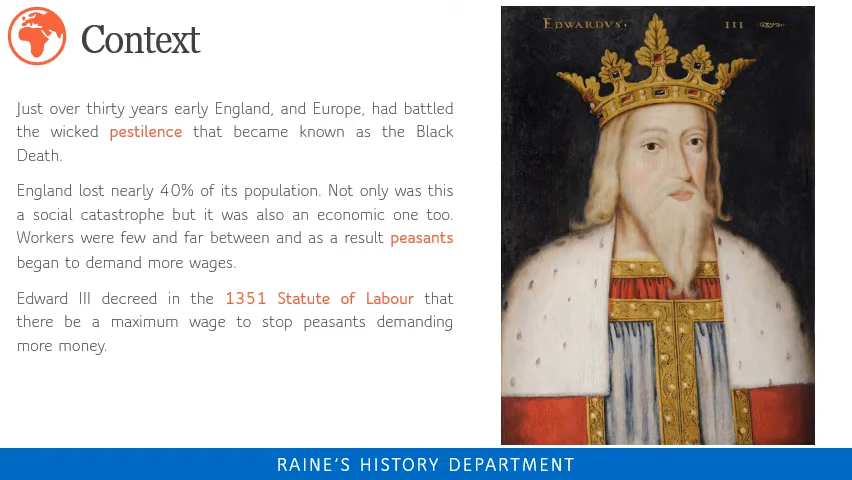 Context
Just over thirty years early England, and Europe, had battled
the wicked pestilence that became known as the Black
Death.
England lost nearly 40% of its population. Not only was this
a social catastrophe but it was also an economic one too.
Workers were few and far between and as a result peasants
began to demand more wages.
Edward III decreed in the 1351 Statute of Labour that
there be a maximum wage to stop peasants demanding
more money.
EDWARDVS· III
RAINE'S HISTORY DEPARTMENT